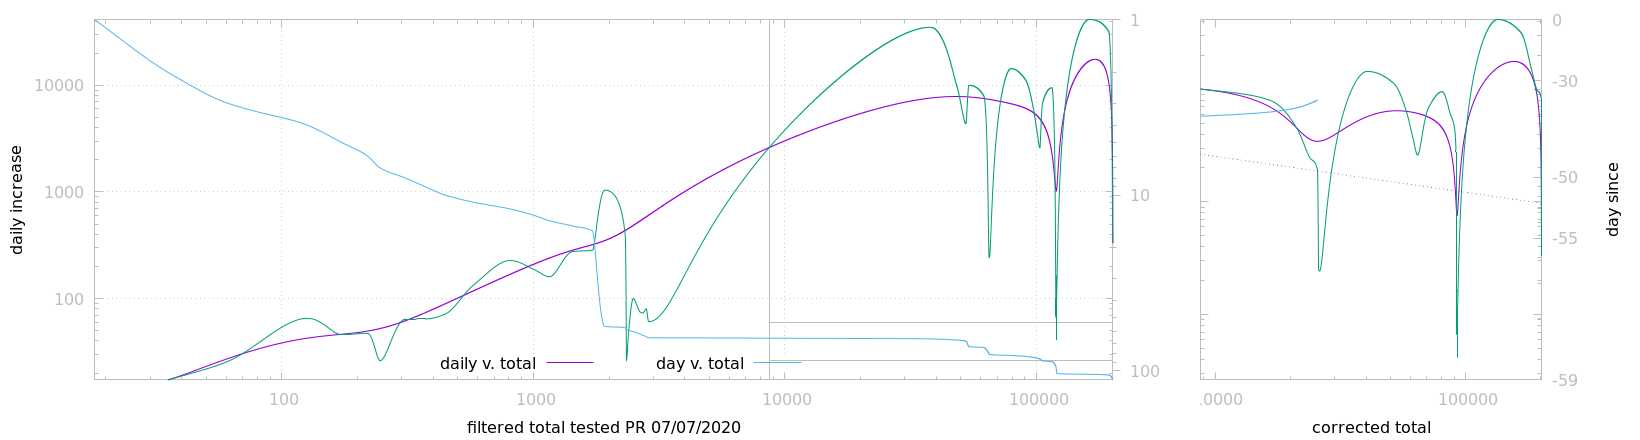 1
0
10000
-30
daily increase
1000
10
-50
day since
-55
100
daily v. total
day v. total
100
-59
100
1000
10000
100000
.0000
100000
filtered total tested PR 07/07/2020
corrected total